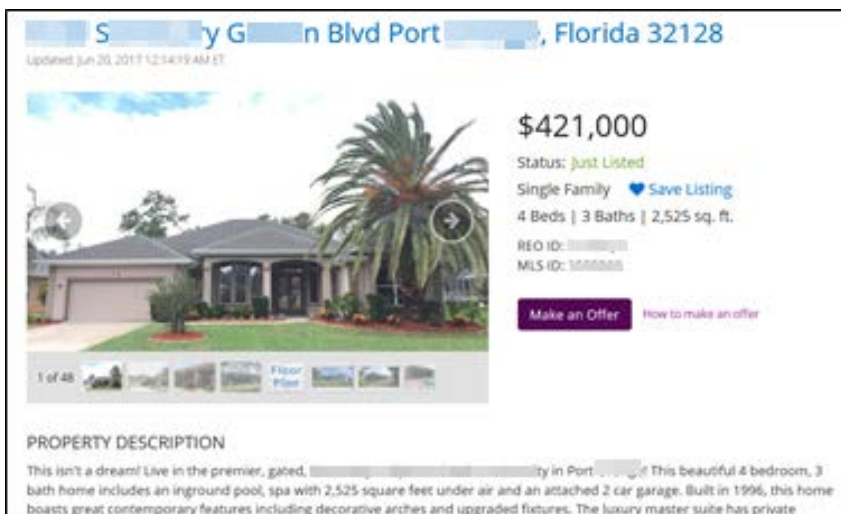 S y G n Blvd Port , Florida 32128
Updated: Jun 20, 2017 12:14:19 AM ET
$421,000
Status: Just Listed
Single Family Save Listing
4 Beds | 3 Baths | 2,525 sq. ft.
REO ID:
MLS ID:
Make an Offer How to make an offer
1 of 48 Floor Plan
PROPERTY DESCRIPTION
This isn't a dream! Live in the premier, gated, ty in Port ! This beautiful 4 bedroom, 3
bath home includes an inground pool, spa with 2,525 square feet under air and an attached 2 car garage. Built in 1996, this home
boasts great contemporary features including decorative arches and upgraded fixtures. The luxury master suite has private